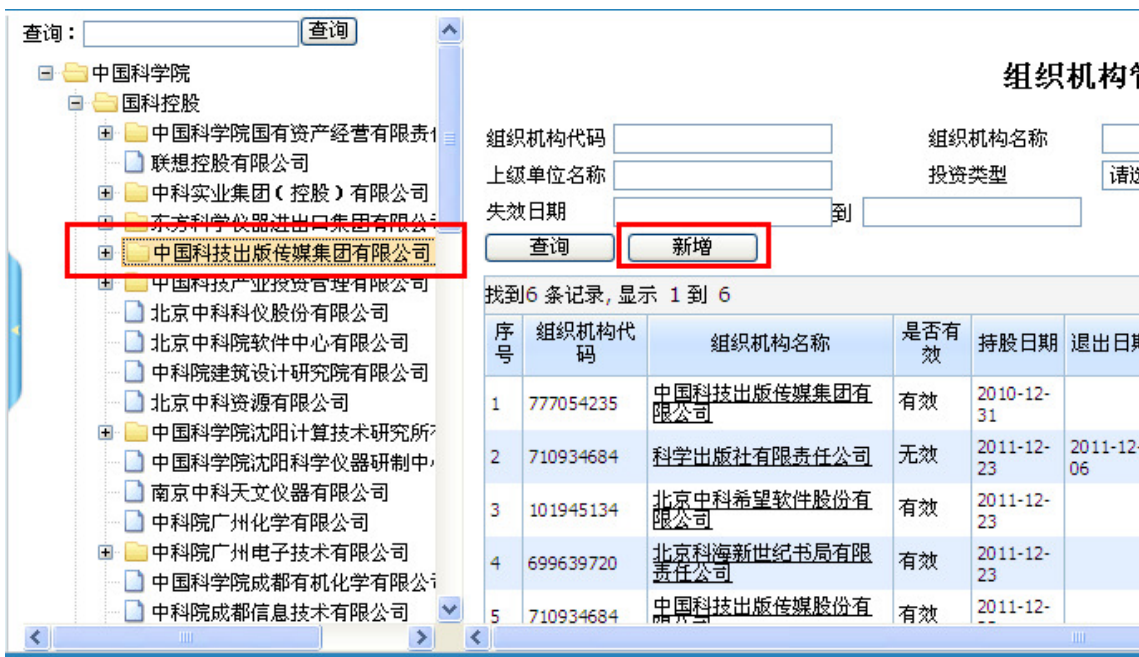 查询：
查询
中国科学院
国科控股
中国科学院国有资产经营有限责
联想控股有限公司
中科实业集团(控股)有限公司
东方科学仪器进出口集团有限公
中国科技出版传媒集团有限公司
中国科技产业投资管理有限公司
北京中科科仪股份有限公司
北京中科院软件中心有限公司
中科院建筑设计研究院有限公司
北京中科资源有限公司
中国科学院沈阳计算技术研究所
中国科学院沈阳科学仪器研制中
南京中科天文仪器有限公司
中科院广州化学有限公司
中科院广州电子技术有限公司
中国科学院成都有机化学有限公
中科院成都信息技术有限公司
组织机构
组织机构代码
组织机构名称
上级单位名称
投资类型
请
失效日期
到
查询
新增
找到6 条记录, 显示 1 到 6
序号
组织机构代码
组织机构名称
是否有效
持股日期
退出日
1 777054235 中国科技出版传媒集团有限公司 有效 2010-12-31
2 710934684 科学出版社有限责任公司 无效 2011-12-23 2011-12-06
3 101945134 北京中科希望软件股份有限公司 有效 2011-12-23
4 699639720 北京科海新世纪书局有限责任公司 有效 2011-12-23
5 710934684 中国科技出版传媒股份有 有效 2011-12-